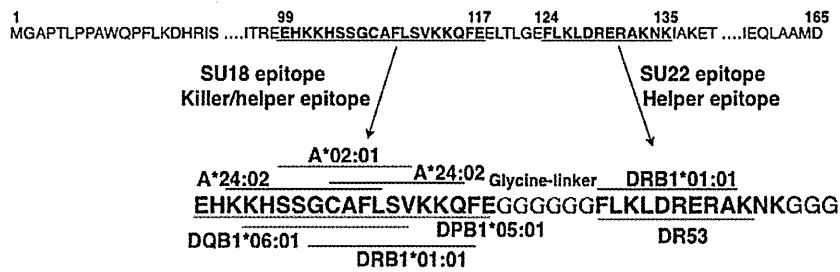 1 99 117 124 135 165
MGAPTLPPAWQPFLKDHRIS ....ITREEHKKHSSGCAFLSVKKQFEELTLGEFLKLDRERAKNKIAKET ....IEQLAAMD
SU18 epitope SU22 epitope
Killer/helper epitope Helper epitope
A*02:01
A*24:02 A*24:02 Glycine-linker DRB1*01:01
EHKKHSSGCAFLSVKKQFEGGGGGGFLKLDRERAKNKGGG
DQB1*06:01 DPB1*05:01 DR53
DRB1*01:01